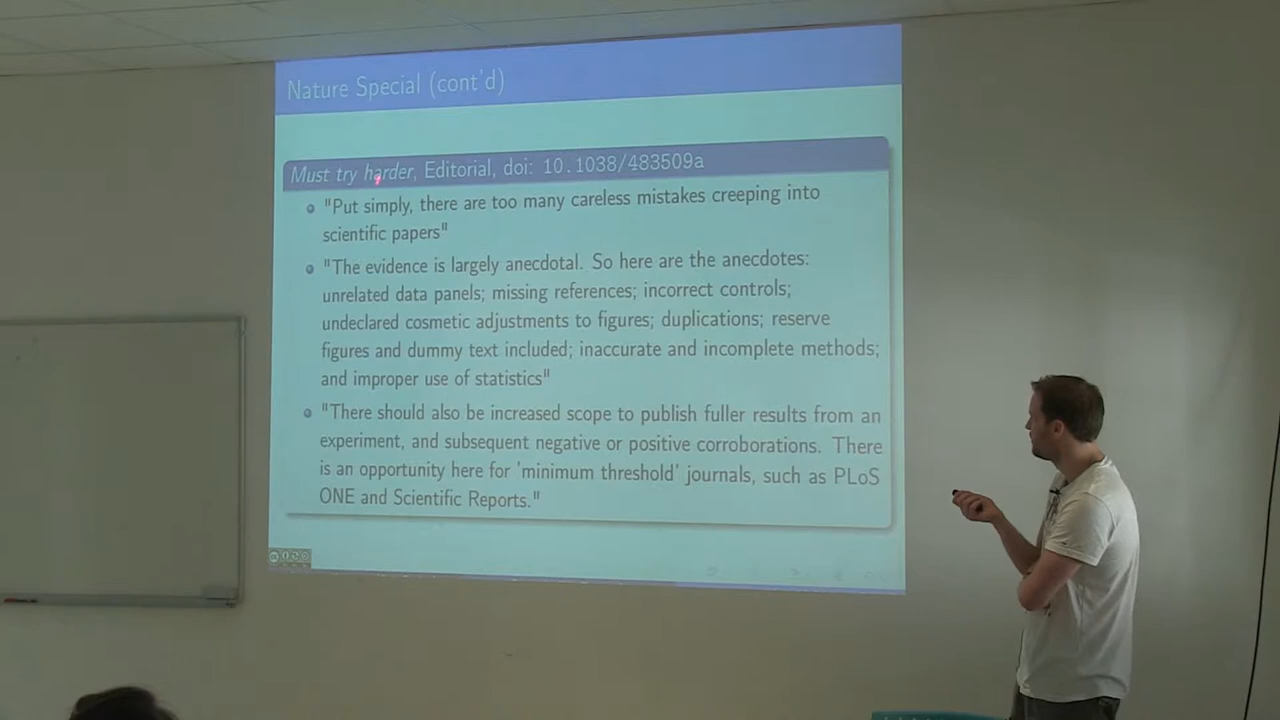 Nature Special (cont'd)
Must try harder, Editorial, doi: 10.1038/483509a
"Put simply, there are too many careless mistakes creeping into
scientific papers"
"The evidence is largely anecdotal. So here are the anecdotes:
unrelated data panels; missing references; incorrect controls;
undeclared cosmetic adjustments to figures; duplications; reserve
figures and dummy text included; inaccurate and incomplete methods;
and improper use of statistics"
"There should also be increased scope to publish fuller results from an
experiment, and subsequent negative or positive corroborations. There
is an opportunity here for 'minimum threshold' journals, such as PLoS
ONE and Scientific Reports."